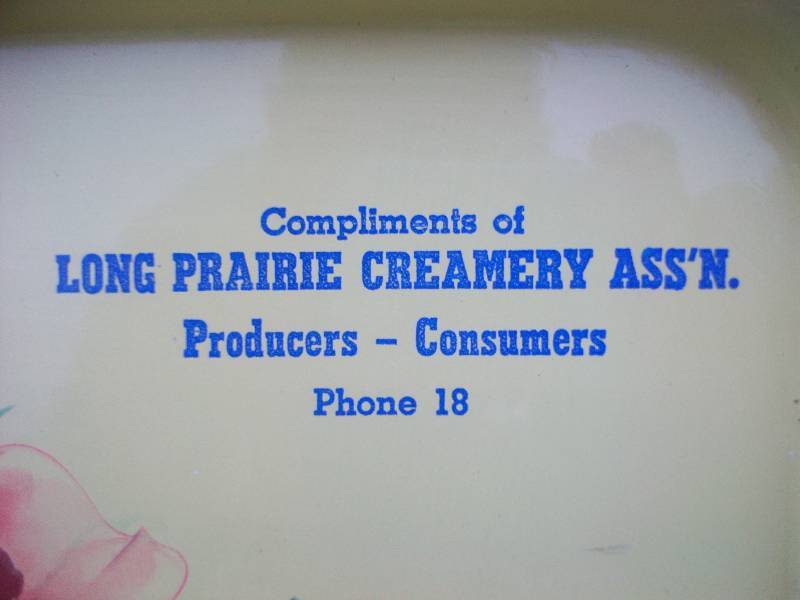 Compliments of
LONG PRAIRIE CREAMERY ASS'N.
Producers – Consumers
Phone 18